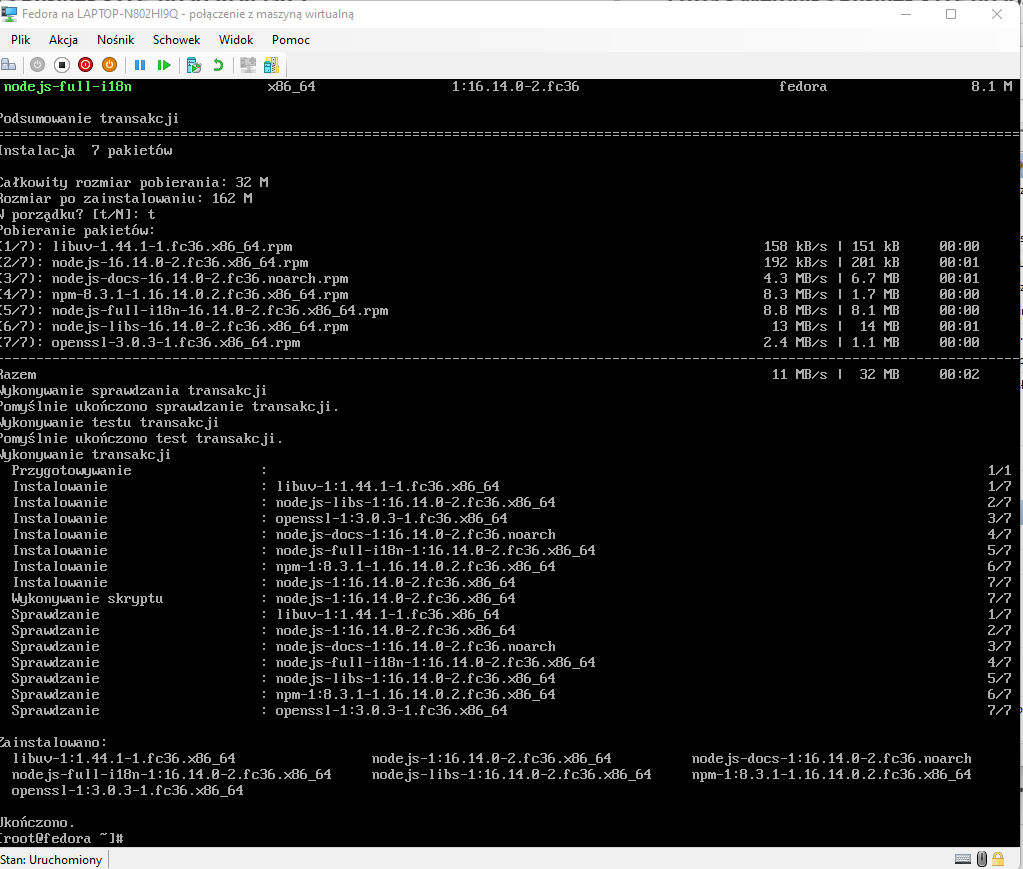 Fedora na LAPTOP-N802HI9Q - połączenie z maszyną wirtualną
Plik Akcja Nośnik Schowek Widok Pomoc
nodejs-full-i18n x86_64 1:16.14.0-2.fc36 fedora 8.1 M
Podsumowanie transakcji
================================================================================
Instalacja 7 pakietów
Całkowity rozmiar pobierania: 32 M
Rozmiar po zainstalowaniu: 162 M
W porządku? [t/N]: t
Pobieranie pakietów:
(1/7): libuv-1.44.1-1.fc36.x86_64.rpm 158 kB/s | 151 kB 00:00
(2/7): nodejs-16.14.0-2.fc36.x86_64.rpm 192 kB/s | 201 kB 00:01
(3/7): nodejs-docs-16.14.0-2.fc36.noarch.rpm 4.3 MB/s | 6.7 MB 00:01
(4/7): npm-8.3.1-1.16.14.0.2.fc36.x86_64.rpm 8.3 MB/s | 1.7 MB 00:00
(5/7): nodejs-full-i18n-16.14.0-2.fc36.x86_64.rpm 8.8 MB/s | 8.1 MB 00:00
(6/7): nodejs-libs-16.14.0-2.fc36.x86_64.rpm 13 MB/s | 14 MB 00:01
(7/7): openssl-3.0.3-1.fc36.x86_64.rpm 2.4 MB/s | 1.1 MB 00:00
--------------------------------------------------------------------------------
Razem 11 MB/s | 32 MB 00:02
Wykonywanie sprawdzania transakcji
Pomyślnie ukończono sprawdzanie transakcji.
Wykonywanie testu transakcji
Pomyślnie ukończono test transakcji.
Wykonywanie transakcji
Przygotowywanie : 1/1
Instalowanie : libuv-1:1.44.1-1.fc36.x86_64 1/7
Instalowanie : nodejs-libs-1:16.14.0-2.fc36.x86_64 2/7
Instalowanie : openssl-1:3.0.3-1.fc36.x86_64 3/7
Instalowanie : nodejs-docs-1:16.14.0-2.fc36.noarch 4/7
Instalowanie : nodejs-full-i18n-1:16.14.0-2.fc36.x86_64 5/7
Instalowanie : npm-1:8.3.1-1.16.14.0.2.fc36.x86_64 6/7
Instalowanie : nodejs-1:16.14.0-2.fc36.x86_64 7/7
Wykonywanie skryptu : nodejs-1:16.14.0-2.fc36.x86_64 7/7
Sprawdzanie : libuv-1:1.44.1-1.fc36.x86_64 1/7
Sprawdzanie : nodejs-1:16.14.0-2.fc36.x86_64 2/7
Sprawdzanie : nodejs-docs-1:16.14.0-2.fc36.noarch 3/7
Sprawdzanie : nodejs-full-i18n-1:16.14.0-2.fc36.x86_64 4/7
Sprawdzanie : nodejs-libs-1:16.14.0-2.fc36.x86_64 5/7
Sprawdzanie : npm-1:8.3.1-1.16.14.0.2.fc36.x86_64 6/7
Sprawdzanie : openssl-1:3.0.3-1.fc36.x86_64 7/7
Zainstalowano:
libuv-1:1.44.1-1.fc36.x86_64 nodejs-1:16.14.0-2.fc36.x86_64 nodejs-docs-1:16.14.0-2.fc36.noarch
nodejs-full-i18n-1:16.14.0-2.fc36.x86_64 nodejs-libs-1:16.14.0-2.fc36.x86_64 npm-1:8.3.1-1.16.14.0.2.fc36.x86_64
openssl-1:3.0.3-1.fc36.x86_64
Ukończono.
[root@fedora ~]#
Stan: Uruchomiony